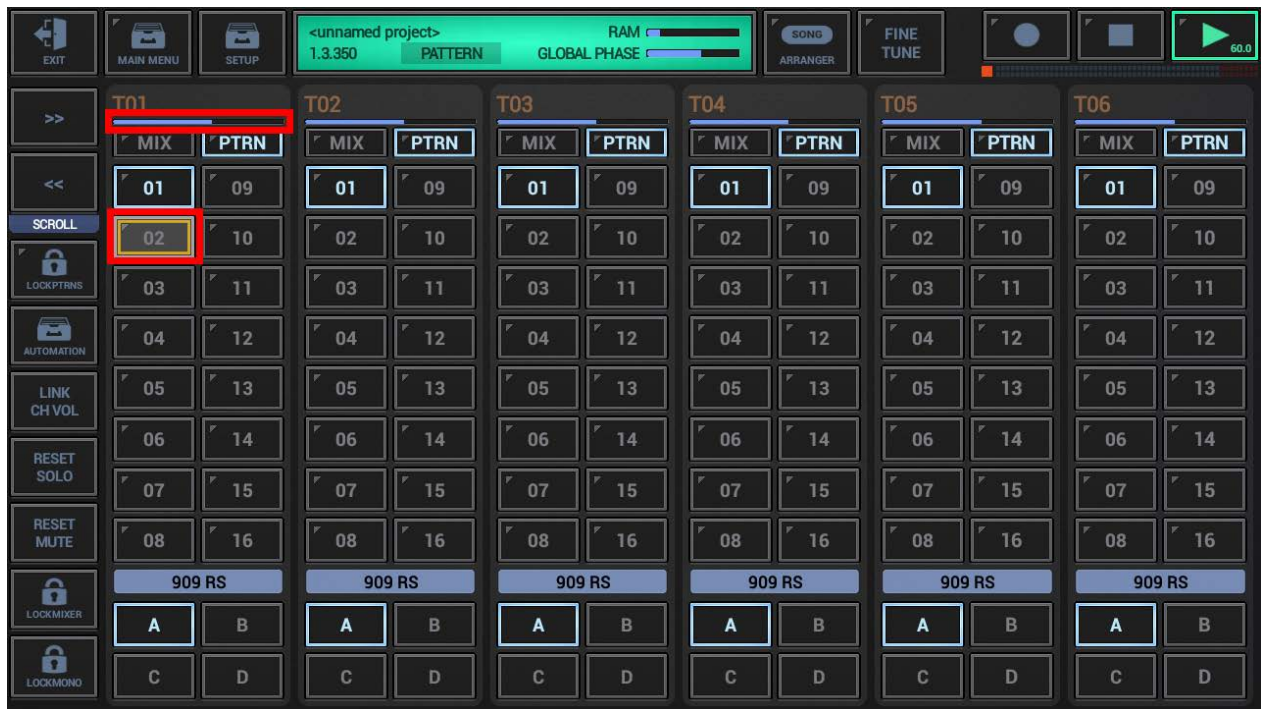 EXIT
MAIN MENU
SETUP
<unnamed project> RAM
1.3.350 PATTERN GLOBAL PHASE
SONG
ARRANGER
FINE
TUNE
60.0
>>
<<
SCROLL
LOCKPTRNS
AUTOMATION
LINK
CH VOL
RESET
SOLO
RESET
MUTE
LOCKMIXER
LOCKMONO
T01 T02 T03 T04 T05 T06
MIX PTRN MIX PTRN MIX PTRN MIX PTRN MIX PTRN MIX PTRN
01 09 01 09 01 09 01 09 01 09 01 09
02 10 02 10 02 10 02 10 02 10 02 10
03 11 03 11 03 11 03 11 03 11 03 11
04 12 04 12 04 12 04 12 04 12 04 12
05 13 05 13 05 13 05 13 05 13 05 13
06 14 06 14 06 14 06 14 06 14 06 14
07 15 07 15 07 15 07 15 07 15 07 15
08 16 08 16 08 16 08 16 08 16 08 16
909 RS 909 RS 909 RS 909 RS 909 RS 909 RS
A B A B A B A B A B A B
C D C D C D C D C D C D